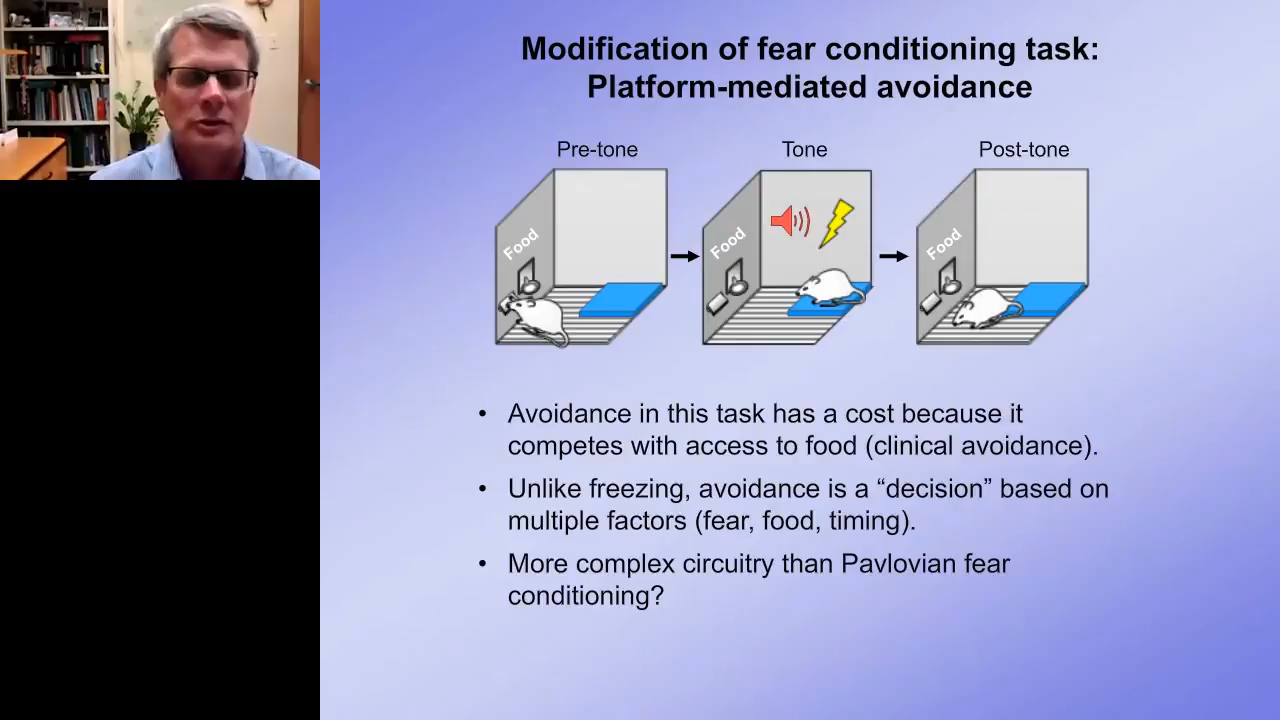 Modification of fear conditioning task:
Platform-mediated avoidance
Pre-tone
Tone
Post-tone
Food
Food
Food
• Avoidance in this task has a cost because it
competes with access to food (clinical avoidance).
• Unlike freezing, avoidance is a “decision” based on
multiple factors (fear, food, timing).
• More complex circuitry than Pavlovian fear
conditioning?